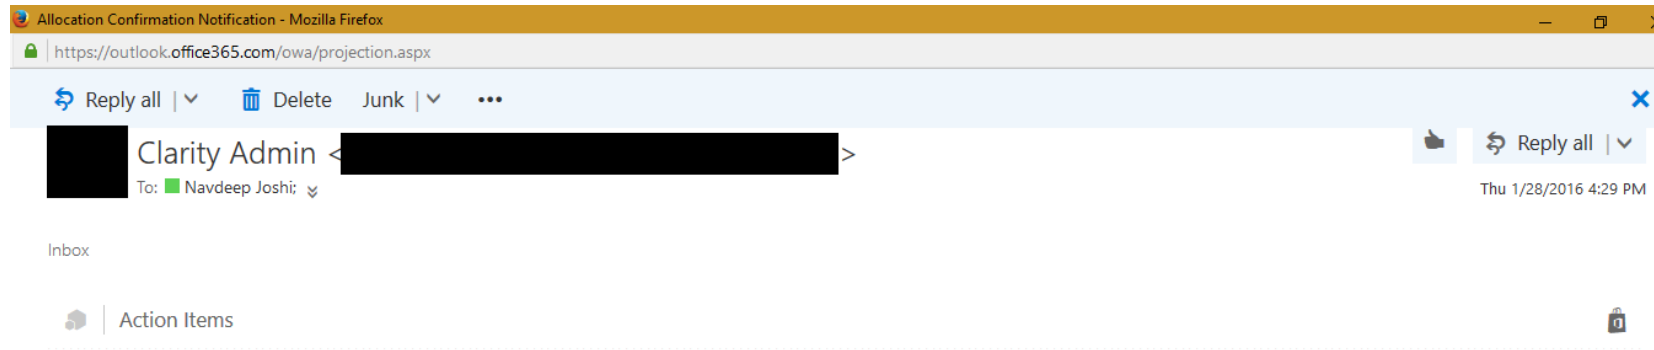 Allocation Confirmation Notification - Mozilla Firefox
https://outlook.office365.com/owa/projection.aspx
Reply all | Delete Junk | •••
Clarity Admin < >
Reply all |
To: Navdeep Joshi;
Thu 1/28/2016 4:29 PM
Inbox
Action Items